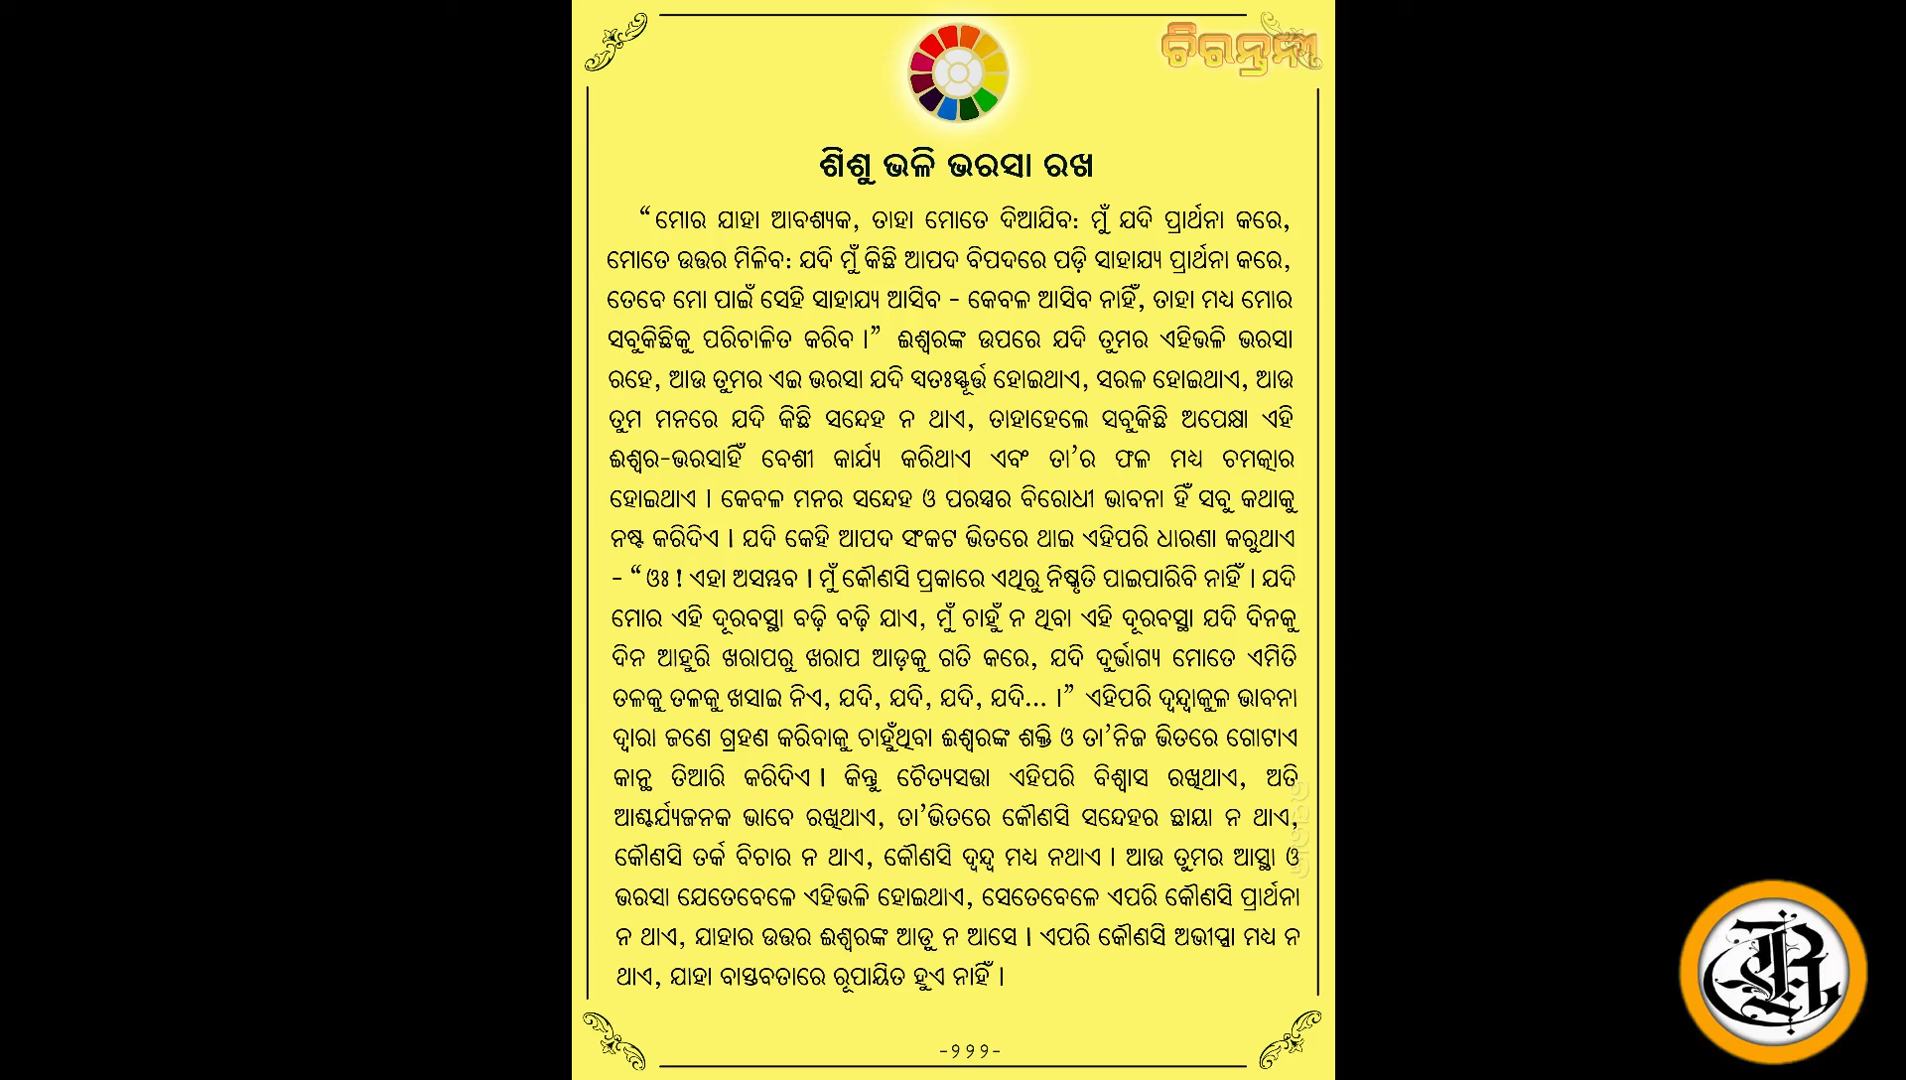 ଚିରନ୍ତନୀ
ଶିଶୁ ଭଳି ଭରସା ରଖ
“ ମୋର ଯାହା ଆବଶ୍ୟକ, ତାହା ମୋତେ ଦିଆଯିବ: ମୁଁ ଯଦି ପ୍ରାର୍ଥନା କରେ,
ମୋତେ ଉତ୍ତର ମିଳିବ: ଯଦି ମୁଁ କିଛି ଆପଦ ବିପଦରେ ପଡ଼ି ସାହାଯ୍ୟ ପ୍ରାର୍ଥନା କରେ,
ତେବେ ମୋ ପାଇଁ ସେହି ସାହାଯ୍ୟ ଆସିବ - କେବଳ ଆସିବ ନାହିଁ, ତାହା ମଧ୍ୟ ମୋର
ସବୁକିଛିକୁ ପରିଚାଳିତ କରିବ ।” ଈଶ୍ୱରଙ୍କ ଉପରେ ଯଦି ତୁମର ଏହିଭଳି ଭରସା
ରହେ, ଆଉ ତୁମର ଏଇ ଭରସା ଯଦି ସ୍ୱତଃସ୍ଫୂର୍ତ୍ତ ହୋଇଥାଏ, ସରଳ ହୋଇଥାଏ, ଆଉ
ତୁମ ମନରେ ଯଦି କିଛି ସନ୍ଦେହ ନ ଥାଏ, ତାହାହେଲେ ସବୁକିଛି ଅପେକ୍ଷା ଏହି
ଈଶ୍ୱର-ଭରସାହିଁ ବେଶୀ କାର୍ଯ୍ୟ କରିଥାଏ ଏବଂ ତା’ର ଫଳ ମଧ୍ୟ ଚମତ୍କାର
ହୋଇଥାଏ । କେବଳ ମନର ସନ୍ଦେହ ଓ ପରସ୍ପର ବିରୋଧୀ ଭାବନା ହିଁ ସବୁ କଥାକୁ
ନଷ୍ଟ କରିଦିଏ । ଯଦି କେହି ଆପଦ ସଂକଟ ଭିତରେ ଥାଇ ଏହିପରି ଧାରଣା କରୁଥାଏ
- “ ଓଃ ! ଏହା ଅସମ୍ଭବ । ମୁଁ କୌଣସି ପ୍ରକାରେ ଏଥିରୁ ନିଷ୍କୃତି ପାଇପାରିବି ନାହିଁ । ଯଦି
ମୋର ଏହି ଦୂରବସ୍ଥା ବଢ଼ି ବଢ଼ି ଯାଏ, ମୁଁ ଚାହୁଁ ନ ଥିବା ଏହି ଦୂରବସ୍ଥା ଯଦି ଦିନକୁ
ଦିନ ଆହୁରି ଖରାପରୁ ଖରାପ ଆଡ଼କୁ ଗତି କରେ, ଯଦି ଦୁର୍ଭାଗ୍ୟ ମୋତେ ଏମିତି
ତଳକୁ ତଳକୁ ଖସାଇ ନିଏ, ଯଦି, ଯଦି, ଯଦି, ଯଦି... ।” ଏହିପରି ଦ୍ୱନ୍ଦ୍ୱାକୁଳ ଭାବନା
ଦ୍ୱାରା ଜଣେ ଗ୍ରହଣ କରିବାକୁ ଚାହୁଁଥିବା ଈଶ୍ୱରଙ୍କ ଶକ୍ତି ଓ ତା’ନିଜ ଭିତରେ ଗୋଟାଏ
କାନ୍ଥ ତିଆରି କରିଦିଏ । କିନ୍ତୁ ଚୈତ୍ୟସତ୍ତା ଏହିପରି ବିଶ୍ୱାସ ରଖିଥାଏ, ଅତି
ଆଶ୍ଚର୍ଯ୍ୟଜନକ ଭାବେ ରଖିଥାଏ, ତା’ଭିତରେ କୌଣସି ସନ୍ଦେହର ଛାୟା ନ ଥାଏ,
କୌଣସି ତର୍କ ବିଚାର ନ ଥାଏ, କୌଣସି ଦ୍ୱନ୍ଦ୍ୱ ମଧ୍ୟ ନଥାଏ । ଆଉ ତୁମର ଆସ୍ଥା ଓ
ଭରସା ଯେତେବେଳେ ଏହିଭଳି ହୋଇଥାଏ, ସେତେବେଳେ ଏପରି କୌଣସି ପ୍ରାର୍ଥନା
ନ ଥାଏ, ଯାହାର ଉତ୍ତର ଈଶ୍ୱରଙ୍କ ଆଡ଼ୁ ନ ଆସେ । ଏପରି କୌଣସି ଅଭୀପ୍ସା ମଧ୍ୟ ନ
ଥାଏ, ଯାହା ବାସ୍ତବତାରେ ରୂପାୟିତ ହୁଏ ନାହିଁ ।
-୨୨୨-